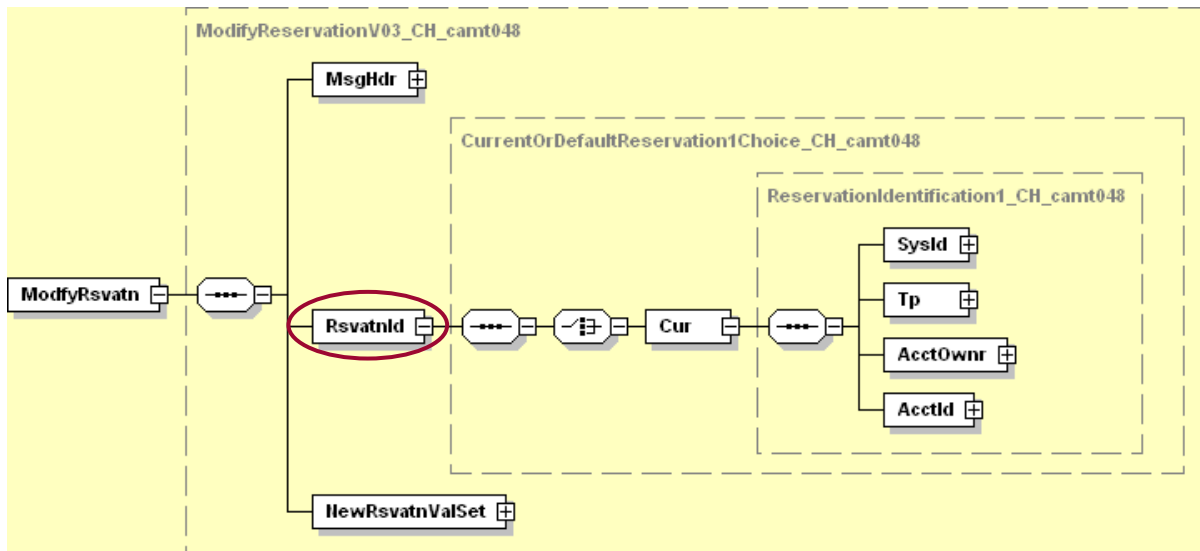 ModifyReservationV03_CH_camt048
MsgHdr
CurrentOrDefaultReservation1Choice_CH_camt048
ReservationIdentification1_CH_camt048
SysId
ModfyRsvatn
Tp
RsvatnId
Cur
AcctOwnr
AcctId
NewRsvatnValSet